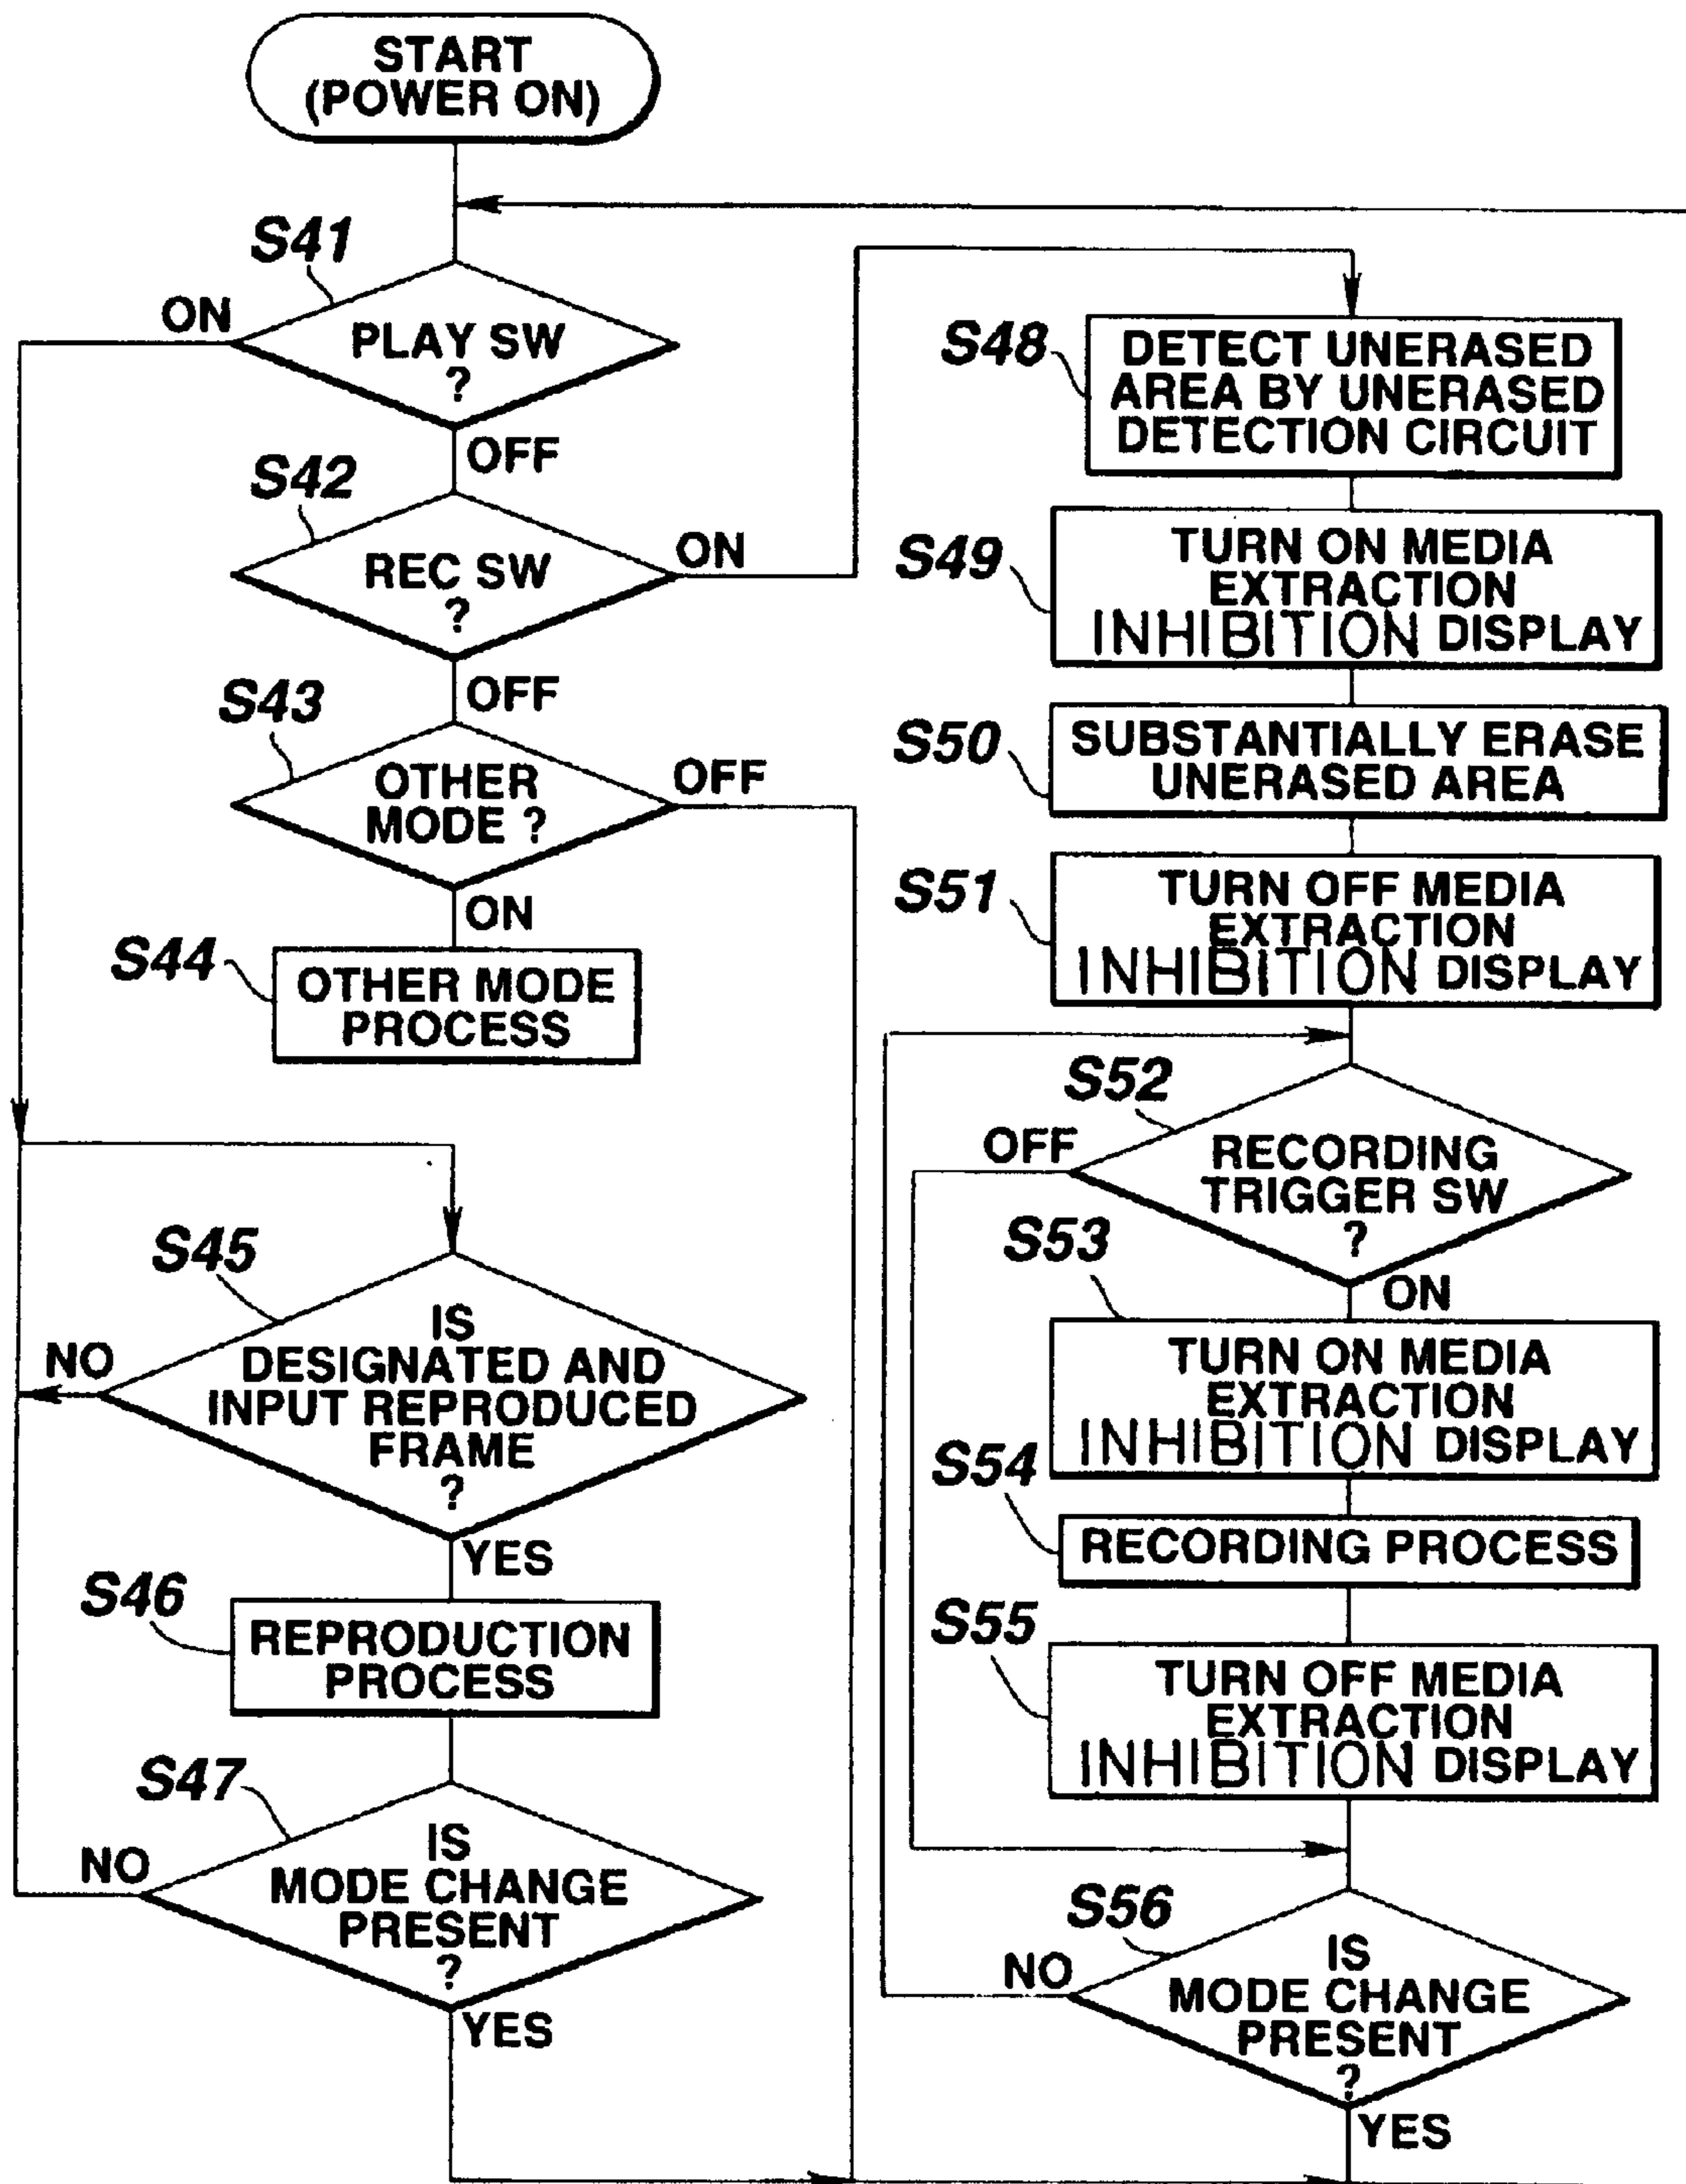 START
(POWER ON)
S41
ON
PLAY SW
?
OFF
S42
REC SW
?
ON
OFF
S43
OTHER
MODE ?
OFF
ON
S44
OTHER MODE
PROCESS
S45
IS
DESIGNATED AND
INPUT REPRODUCED
FRAME
?
NO
YES
S46
REPRODUCTION
PROCESS
S47
IS
MODE CHANGE
PRESENT
?
NO
YES
S48
DETECT UNERASED
AREA BY UNERASED
DETECTION CIRCUIT
S49
TURN ON MEDIA
EXTRACTION
INHIBITION DISPLAY
S50
SUBSTANTIALLY ERASE
UNERASED AREA
S51
TURN OFF MEDIA
EXTRACTION
INHIBITION DISPLAY
S52
OFF
RECORDING
TRIGGER SW
?
ON
S53
TURN ON MEDIA
EXTRACTION
INHIBITION DISPLAY
S54
RECORDING PROCESS
S55
TURN OFF MEDIA
EXTRACTION
INHIBITION DISPLAY
S56
IS
MODE CHANGE
PRESENT
?
NO
YES